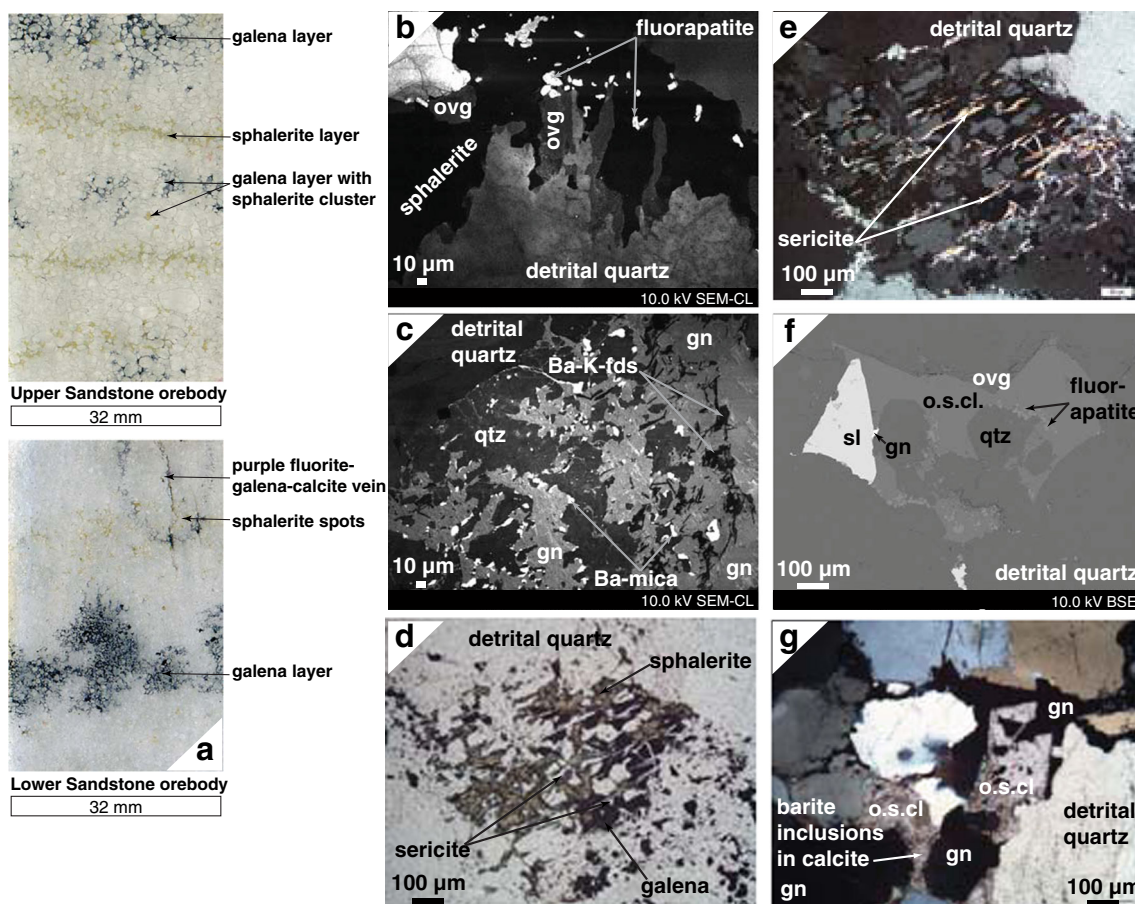 galena layer
sphalerite layer
galena layer with
sphalerite cluster
Upper Sandstone orebody
32 mm
purple fluorite-
galena-calcite vein
sphalerite spots
galena layer
a
Lower Sandstone orebody
32 mm
b
fluorapatite
ovg
ovg
sphalerite
detrital quartz
10 µm
10.0 kV SEM-CL
c
detrital
quartz
gn
Ba-K-fds
qtz
gn
Ba-mica
gn
10 µm
10.0 kV SEM-CL
d
detrital quartz
sphalerite
sericite
galena
100 µm
e
detrital quartz
sericite
100 µm
f
ovg
o.s.cl.
fluor-
apatite
sl
gn
qtz
100 µm
detrital quartz
10.0 kV BSE
g
gn
o.s.cl
o.s.cl
barite
inclusions
in calcite
detrital
quartz
gn
gn
100 µm